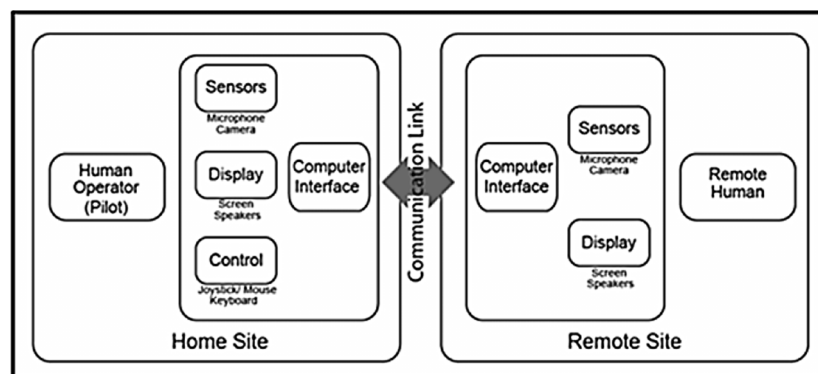 Human
Operator
(Pilot)
Sensors
Microphone
Camera
Display
Screen
Speakers
Control
Joystick/ Mouse
Keyboard
Computer
Interface
Home Site
Communication Link
Computer
Interface
Sensors
Microphone
Camera
Display
Screen
Speakers
Remote
Human
Remote Site